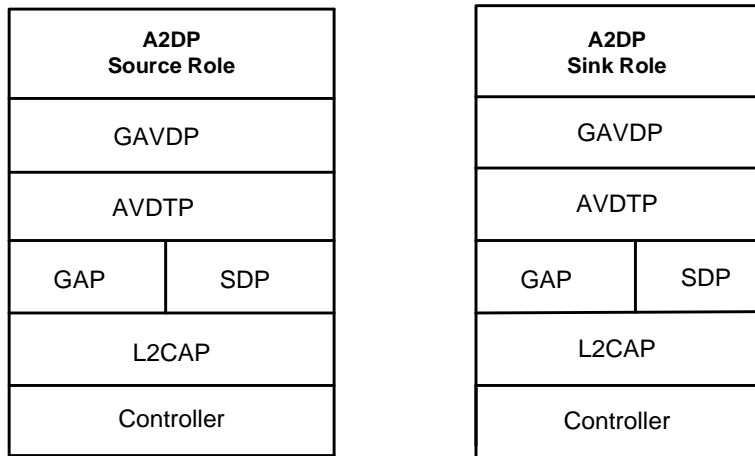 A2DP
Source Role
GAVDP
AVDTP
GAP
SDP
L2CAP
Controller
A2DP
Sink Role
GAVDP
AVDTP
GAP
SDP
L2CAP
Controller